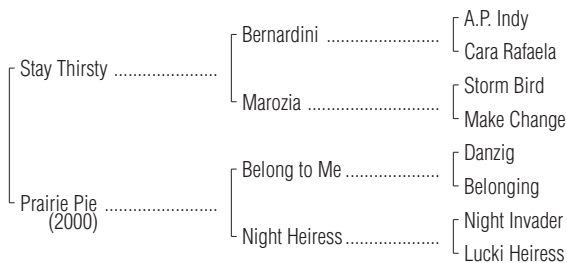 A.P. Indy
Bernardini ....................
Cara Rafaela
Stay Thirsty ....................
Storm Bird
Marozia ........................
Make Change
Danzig
Belong to Me .................
Belonging
Prairie Pie ......................
(2000)
Night Invader
Night Heiress .................
Lucki Heiress